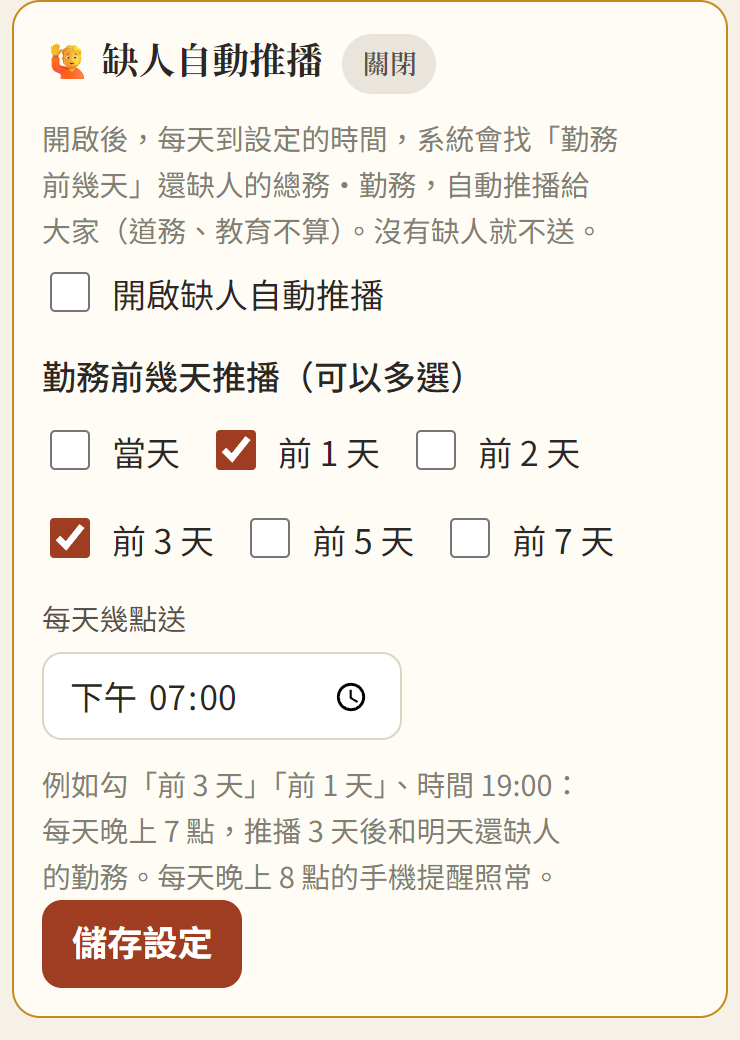 🙋 缺人自動推播 關閉
開啟後，每天到設定的時間，系統會找「勤務
前幾天」還缺人的總務・勤務，自動推播給
大家（道務、教育不算）。沒有缺人就不送。
開啟缺人自動推播
勤務前幾天推播（可以多選）
當天 前 1 天 前 2 天
前 3 天 前 5 天 前 7 天
每天幾點送
下午 07:00
例如勾「前 3 天」「前 1 天」、時間 19:00：
每天晚上 7 點，推播 3 天後和明天還缺人
的勤務。每天晚上 8 點的手機提醒照常。
儲存設定